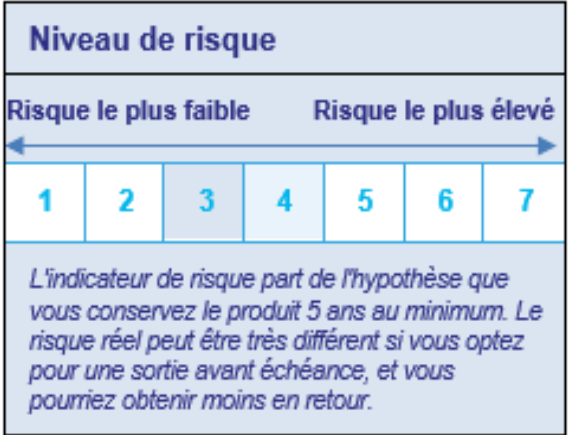 Niveau de risque
Risque le plus faible Risque le plus élevé
1 2 3 4 5 6 7
L'indicateur de risque part de l'hypothèse que
vous conservez le produit 5 ans au minimum. Le
risque réel peut être très différent si vous optez
pour une sortie avant échéance, et vous
pourriez obtenir moins en retour.